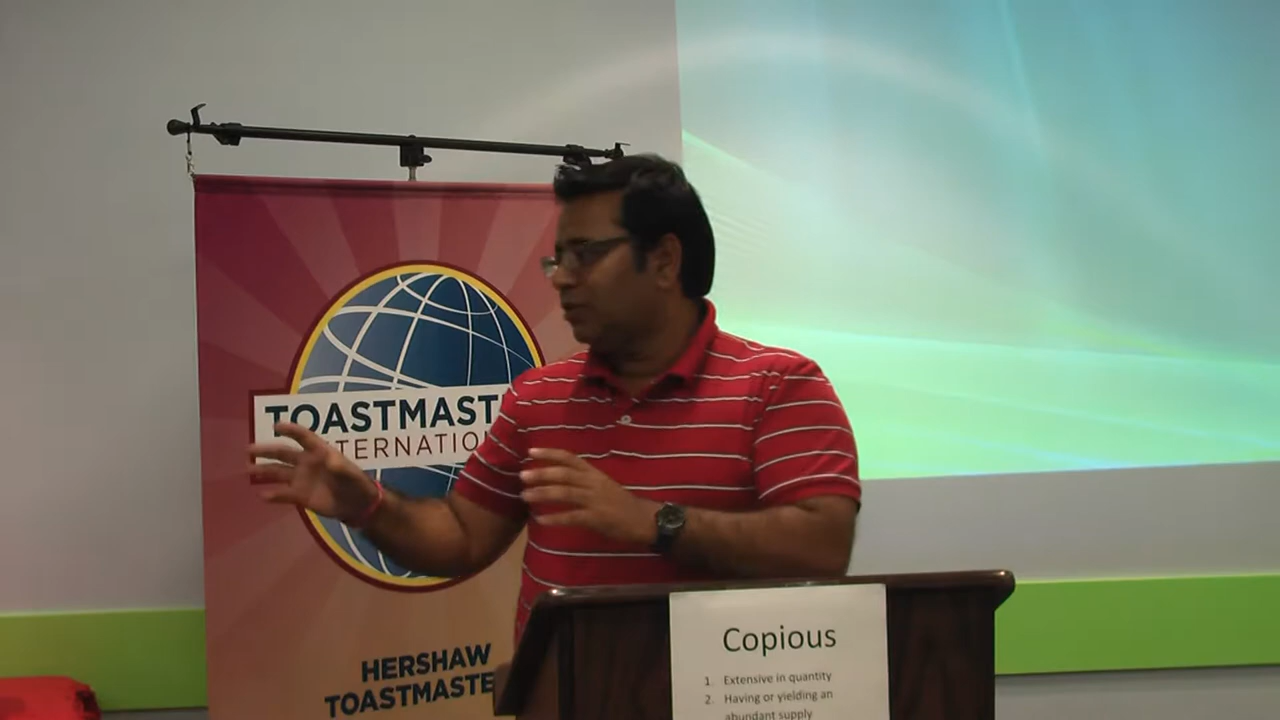 TOASTMAST
TERNATIO
HERSHAW
TOASTMASTE
Copious
1. Extensive in quantity
2. Having or yielding an
abundant supply